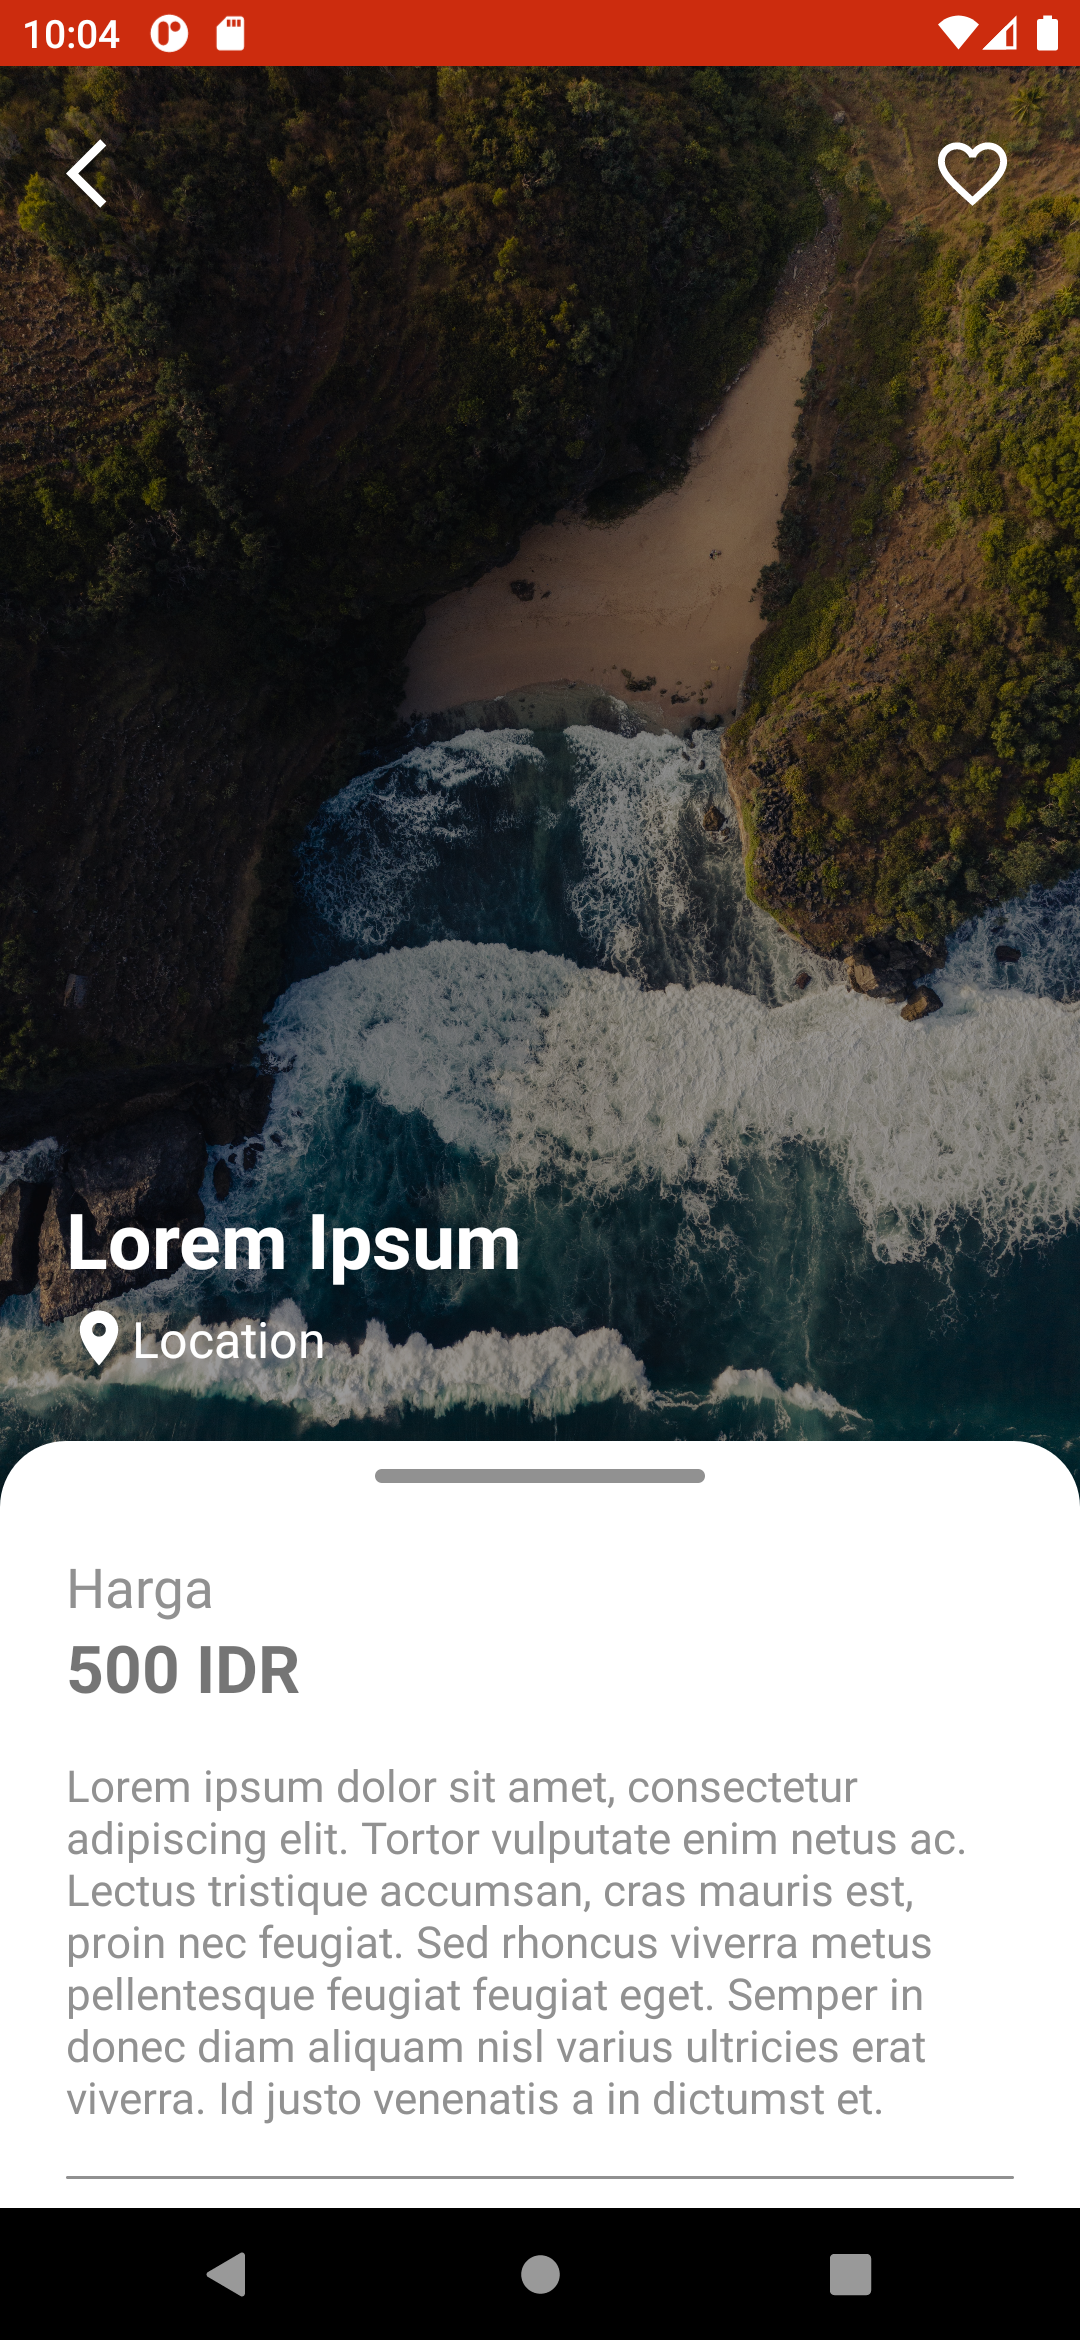 10:04
Lorem Ipsum
Location
Harga
500 IDR
Lorem ipsum dolor sit amet, consectetur
adipiscing elit. Tortor vulputate enim netus ac.
Lectus tristique accumsan, cras mauris est,
proin nec feugiat. Sed rhoncus viverra metus
pellentesque feugiat feugiat eget. Semper in
donec diam aliquam nisl varius ultricies erat
viverra. Id justo venenatis a in dictumst et.